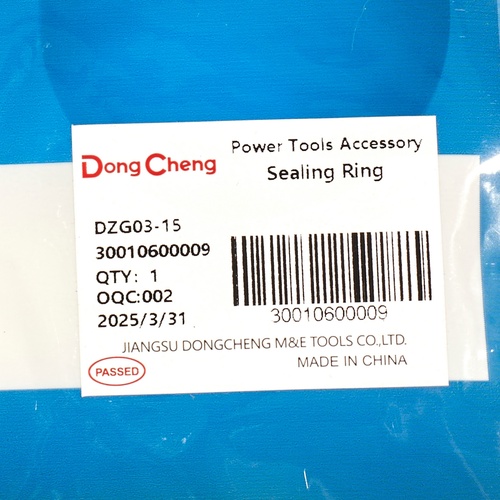 DongCheng
Power Tools Accessory
Sealing Ring
DZG03-15
30010600009
QTY: 1
OQC:002
2025/3/31
30010600009
JIANGSU DONGCHENG M&E TOOLS CO.,LTD.
MADE IN CHINA
PASSED